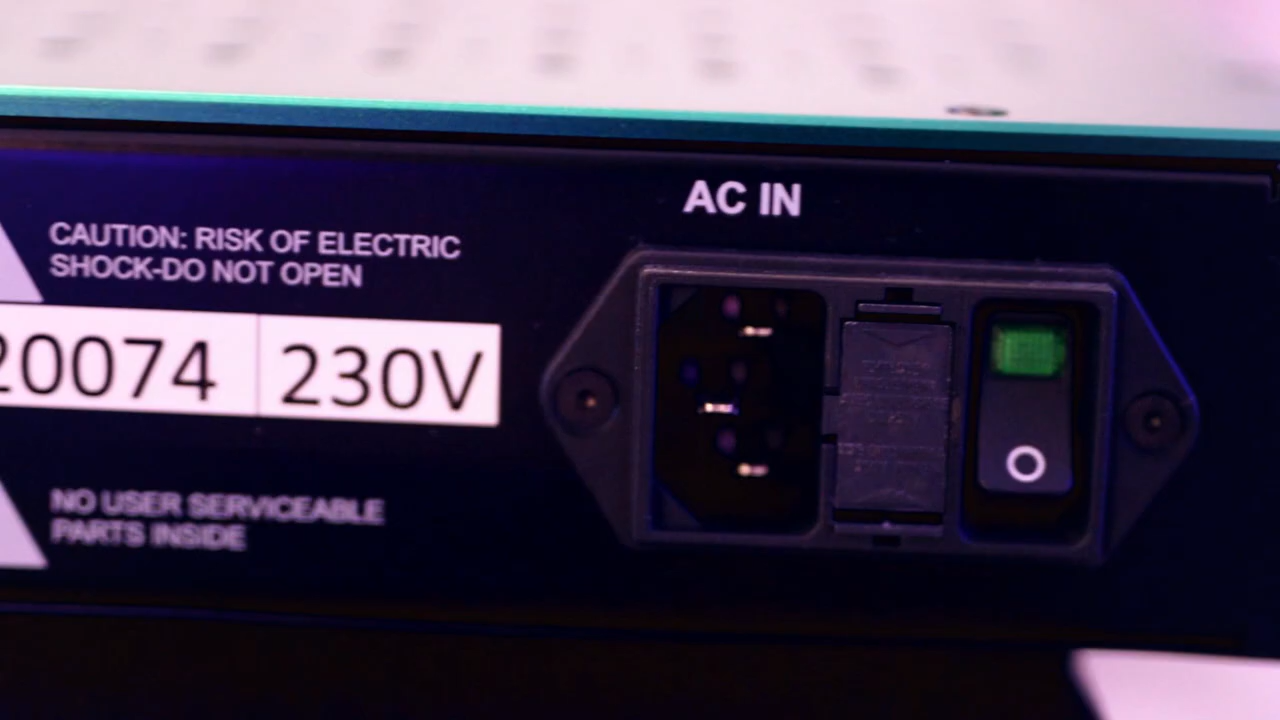 AC IN
CAUTION: RISK OF ELECTRIC
SHOCK-DO NOT OPEN
20074 230V
NO USER SERVICEABLE
PARTS INSIDE